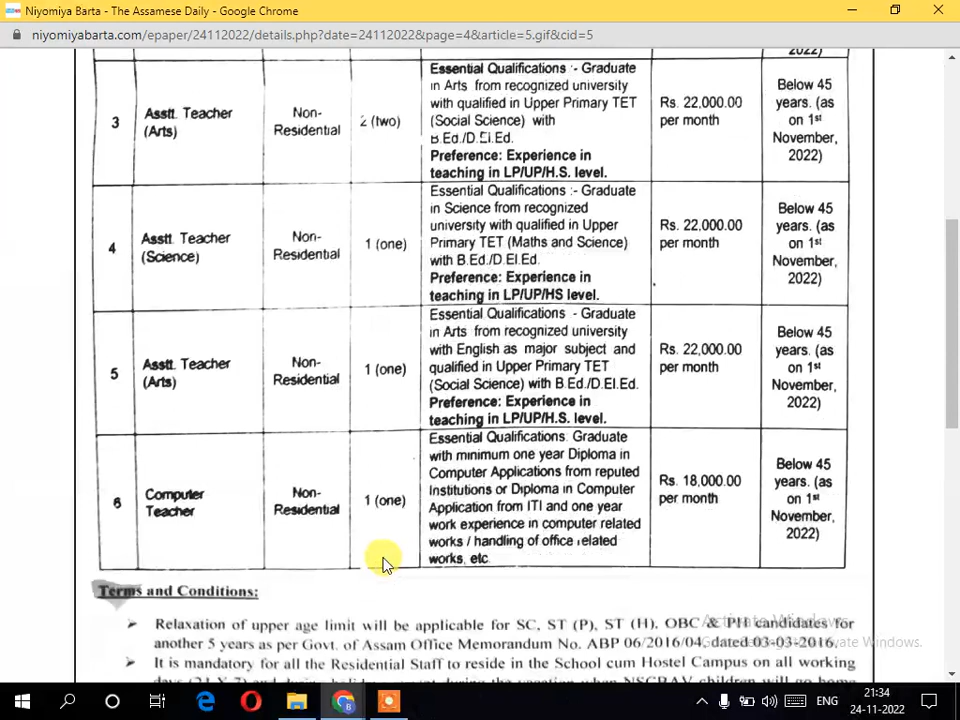 Niyomiya Barta - The Assamese Daily - Google Chrome
niyomiyabarta.com/epaper/24112022/details.php?date=24112022&page=4&article=5.gif&cid=5
2022)
3
Asstt. Teacher
(Arts)
Non-
Residential
2 (two)
Essential Qualifications :- Graduate
in Arts from recognized university
with qualified in Upper Primary TET
(Social Science) with
B.Ed./D.El.Ed.
Preference: Experience in
teaching in LP/UP/H.S. level.
Rs. 22,000.00
per month
Below 45
years. (as
on 1st
November,
2022)
4
Asstt. Teacher
(Science)
Non-
Residential
1 (one)
Essential Qualifications :- Graduate
in Science from recognized
university with qualified in Upper
Primary TET (Maths and Science)
with B.Ed./D.El.Ed.
Preference: Experience in
teaching in LP/UP/HS level.
Rs. 22,000.00
per month
Below 45
years. (as
on 1st
November,
2022)
5
Asstt. Teacher
(Arts)
Non-
Residential
1 (one)
Essential Qualifications - Graduate
in Arts from recognized university
with English as major subject and
qualified in Upper Primary TET
(Social Science) with B.Ed./D.El.Ed.
Preference: Experience in
teaching in LP/UP/H.S. level.
Rs. 22,000.00
per month
Below 45
years. (as
on 1st
November,
2022)
6
Computer
Teacher
Non-
Residential
1 (one)
Essential Qualifications. Graduate
with minimum one year Diploma in
Computer Applications from reputed
Institutions or Diploma in Computer
Application from ITI and one year
work experience in computer related
works / handling of office related
works, etc
Rs. 18,000.00
per month
Below 45
years. (as
on 1st
November,
2022)
Terms and Conditions:
Relaxation of upper age limit will be applicable for SC, ST (P), ST (H), OBC & PH candidates for
another 5 years as per Govt. of Assam Office Memorandum No. ABP 06/2016/04, dated 03-03-2016.
It is mandatory for all the Residential Staff to reside in the School cum Hostel Campus on all working
Activate Windows
ENG
21:34
24-11-2022